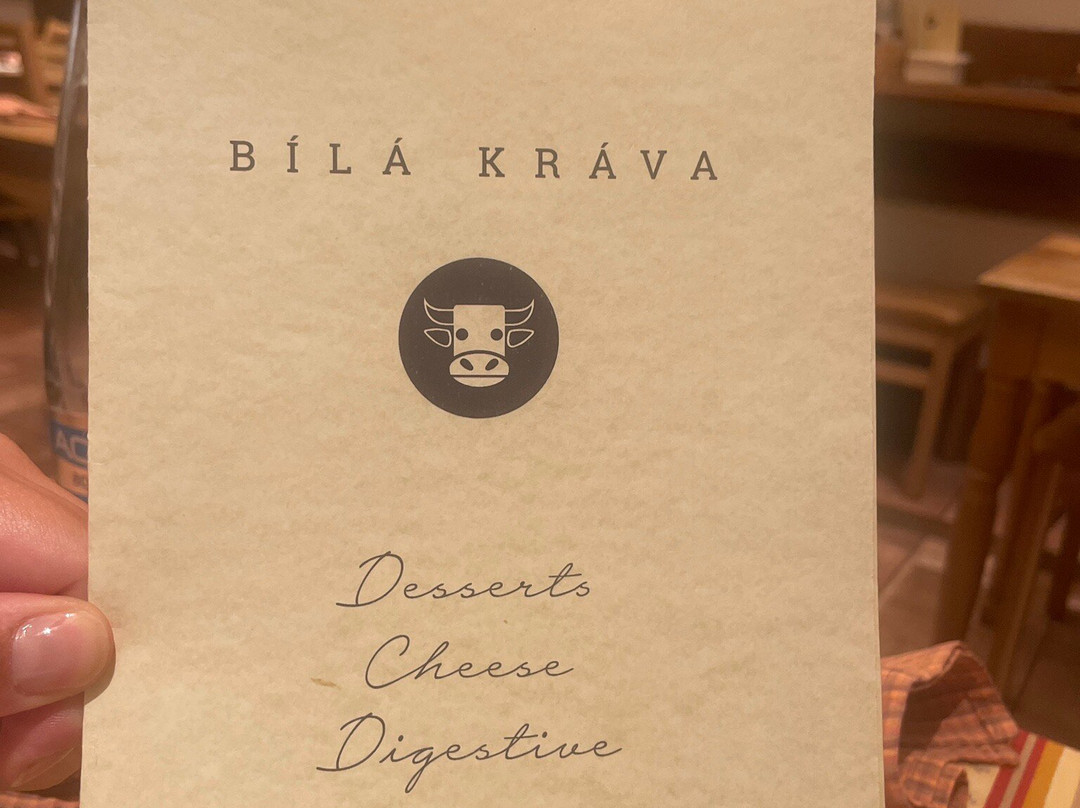 BÍLÁ KRÁVA
Desserts
Cheese
Digestive